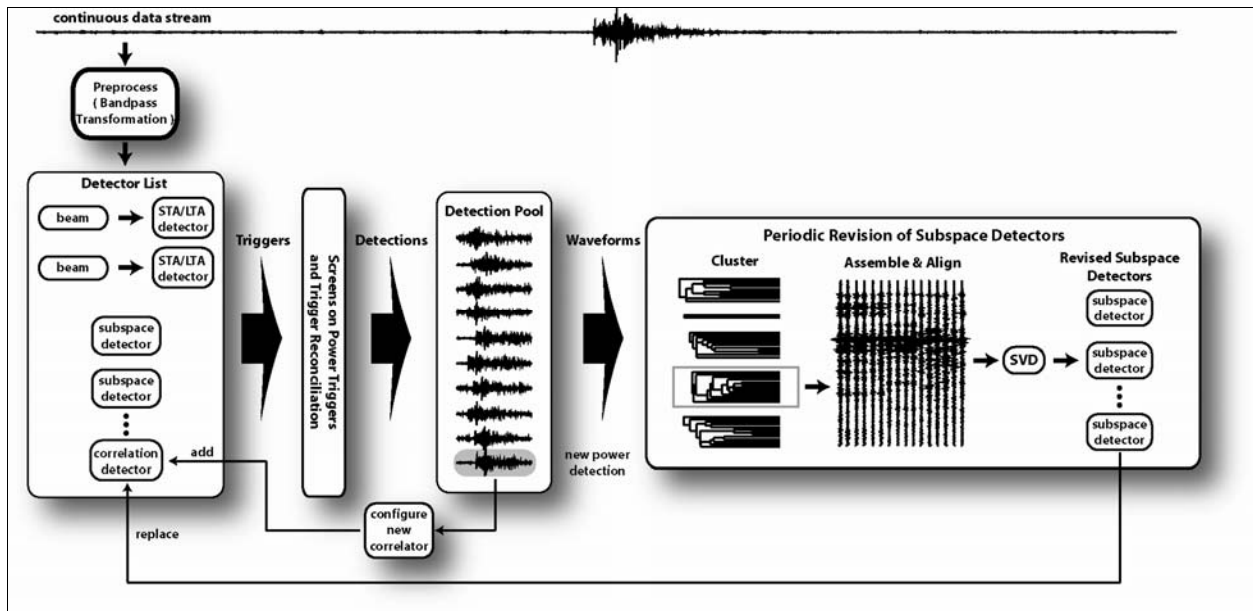 continuous data stream
Preprocess
{ Bandpass
Transformation }
Detector List
beam
STA/LTA
detector
beam
STA/LTA
detector
subspace
detector
subspace
detector
correlation
detector
Triggers
Screens on Power Triggers
and Trigger Reconciliation
Detections
Detection Pool
Waveforms
new power
detection
add
configure
new
correlator
replace
Periodic Revision of Subspace Detectors
Cluster
Assemble & Align
SVD
Revised Subspace
Detectors
subspace
detector
subspace
detector
subspace
detector